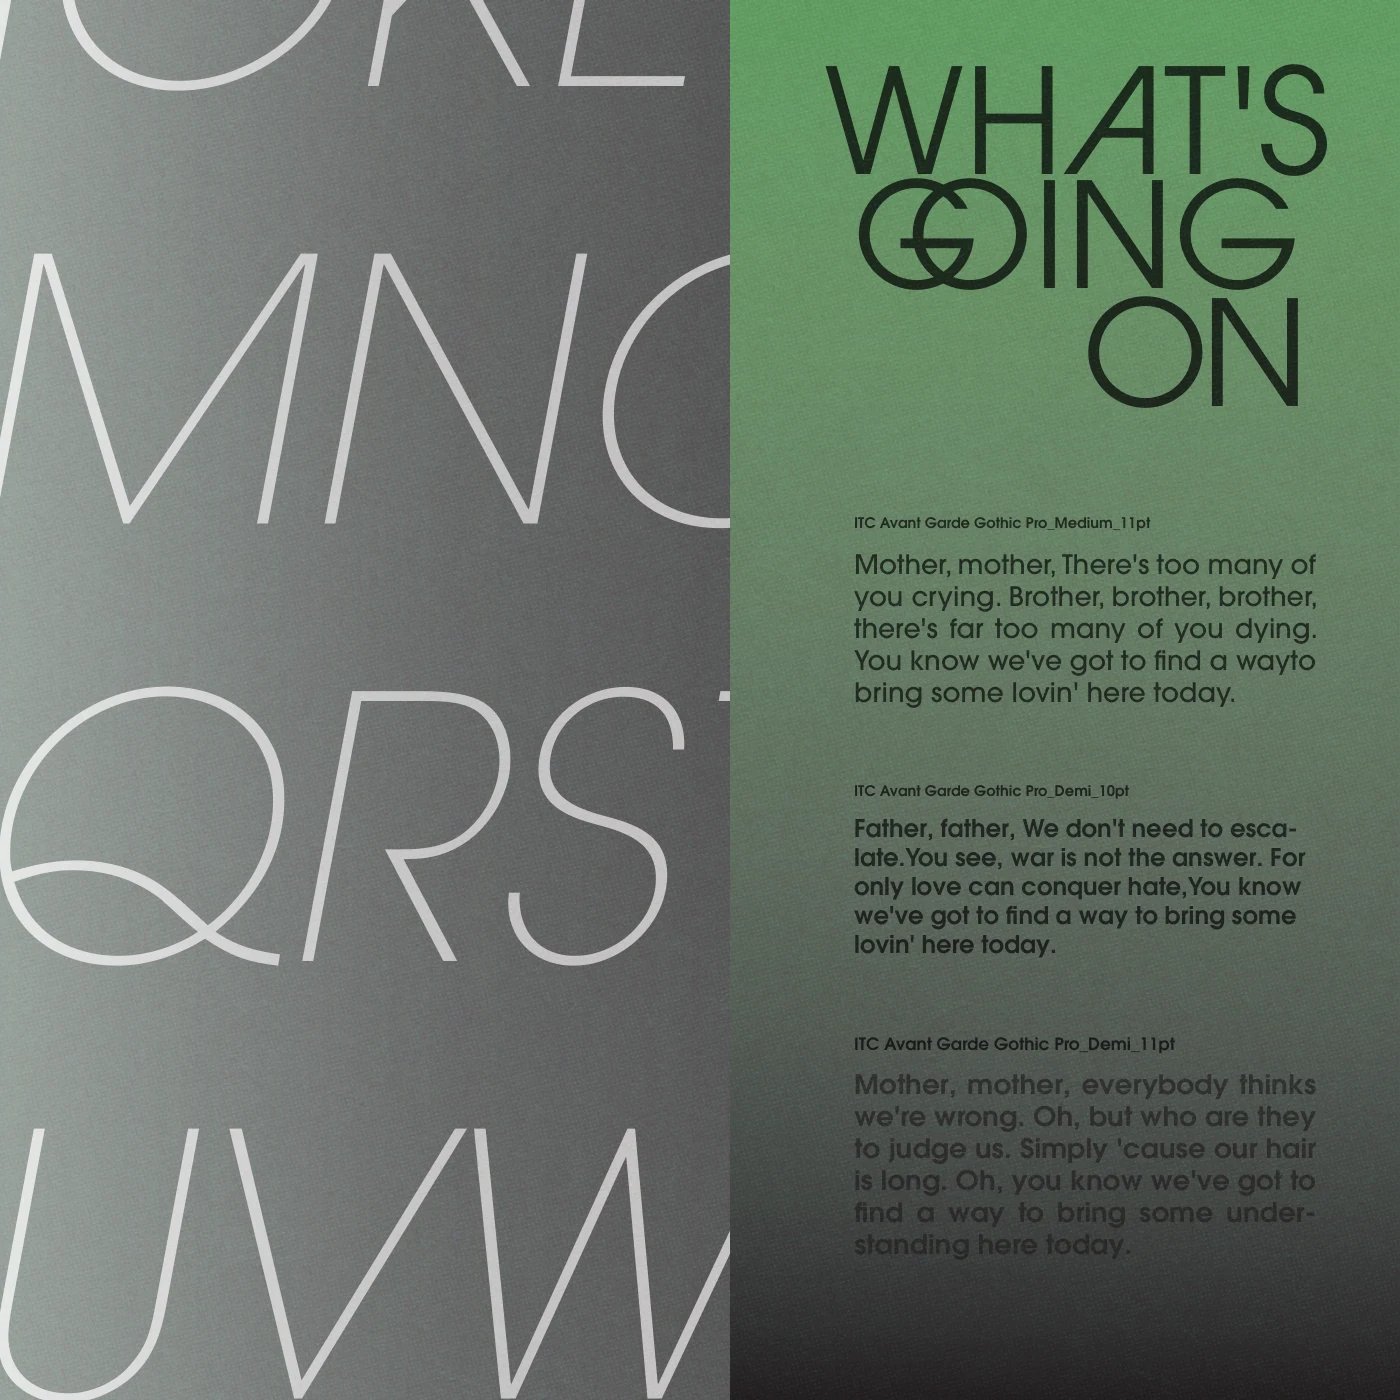 JKL
MNO
QRST
UVW
WHAT'S
GOING
ON
ITC Avant Garde Gothic Pro_Medium_11pt
Mother, mother, There's too many of
you crying. Brother, brother, brother,
there's far too many of you dying.
You know we've got to find a wayto
bring some lovin' here today.
ITC Avant Garde Gothic Pro_Demi_10pt
Father, father, We don't need to esca-
late.You see, war is not the answer. For
only love can conquer hate,You know
we've got to find a way to bring some
lovin' here today.
ITC Avant Garde Gothic Pro_Demi_11pt
Mother, mother, everybody thinks
we're wrong. Oh, but who are they
to judge us. Simply 'cause our hair
is long. Oh, you know we've got to
find a way to bring some under-
standing here today.